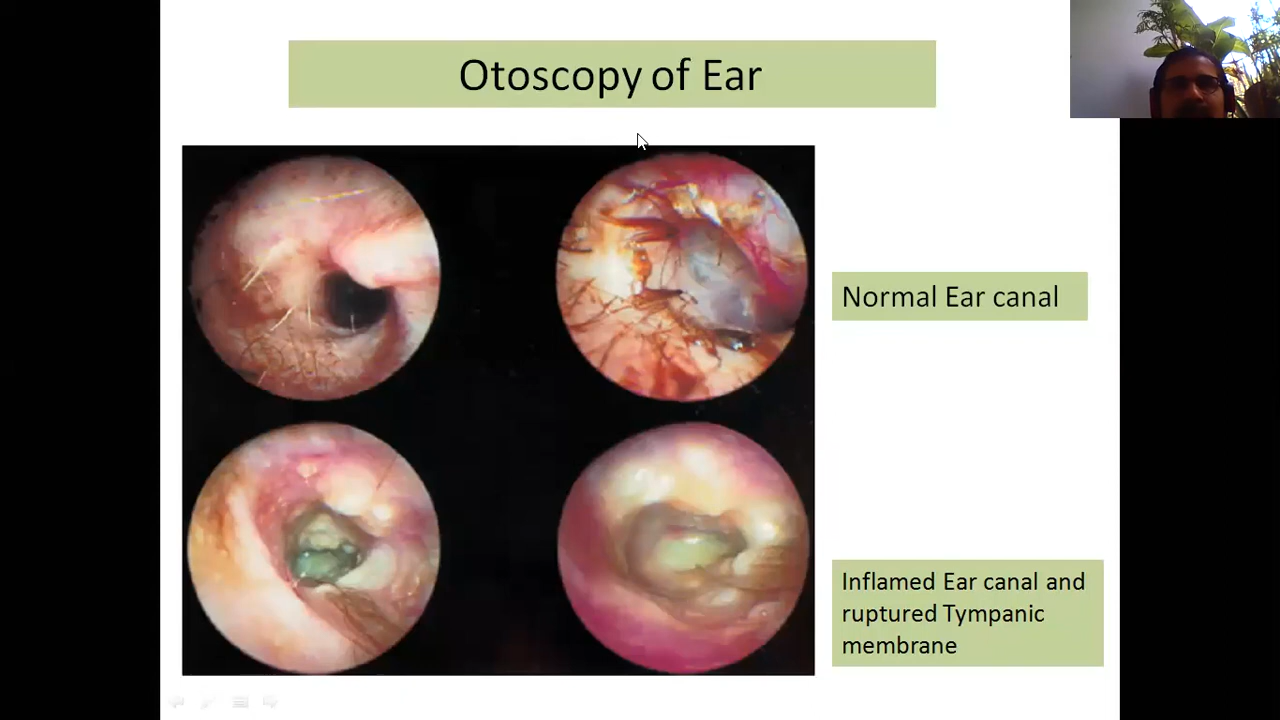 Otoscopy of Ear
Normal Ear canal
Inflamed Ear canal and
ruptured Tympanic
membrane